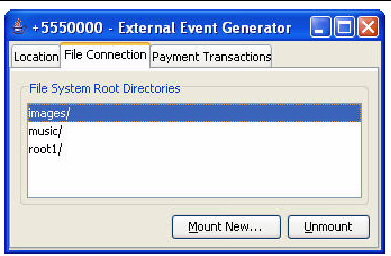 +5550000 - External Event Generator
Location File Connection Payment Transactions
File System Root Directories
images/
music/
root1/
Mount New... Unmount